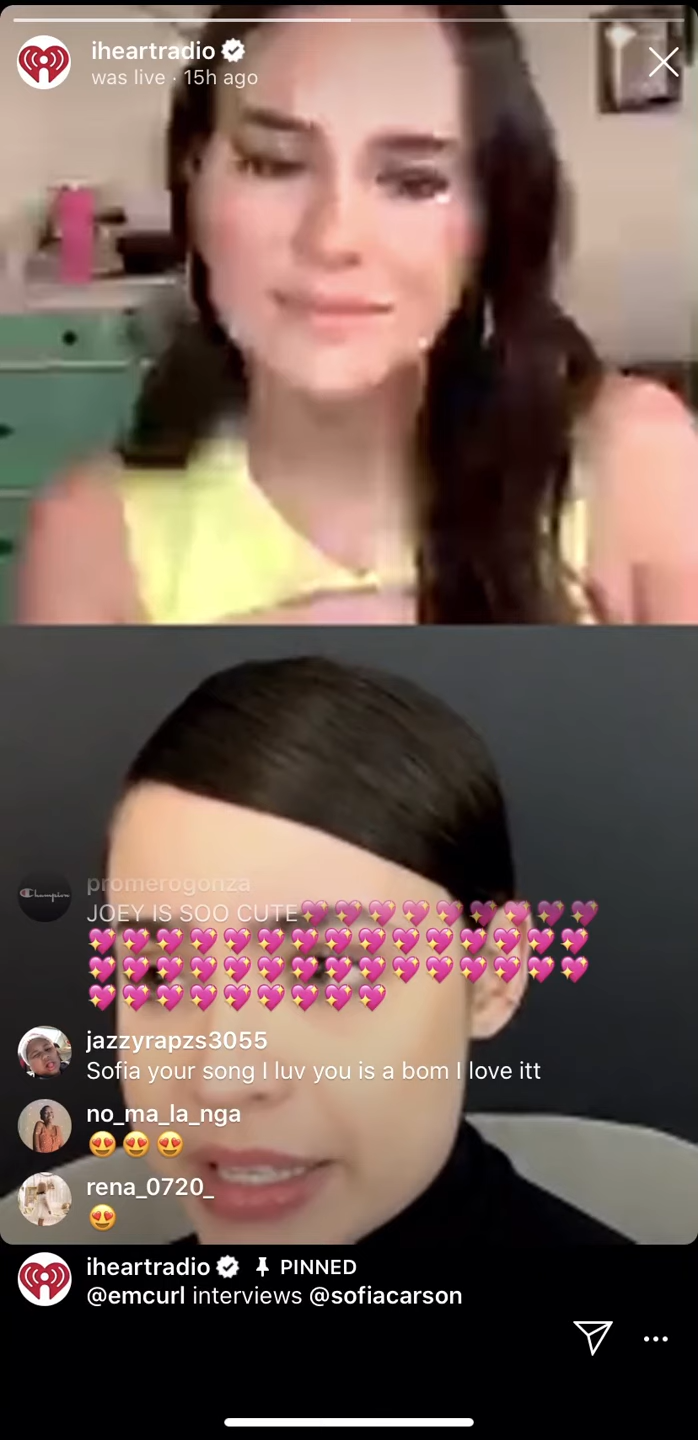 iheartradio
was live · 15h ago
Champion
promerogonza
JOEY IS SOO CUTE💖💖💖💖💖💖💖💖💖
💖💖💖💖💖💖💖💖💖💖💖💖💖💖💖
💖💖💖💖💖💖💖💖💖💖💖💖💖💖💖
💖💖💖💖💖💖💖💖💖
jazzyrapzs3055
Sofia your song I luv you is a bom I love itt
no_ma_la_nga
😍😍😍
rena_0720_
😍
iheartradio PINNED
@emcurl interviews @sofiacarson